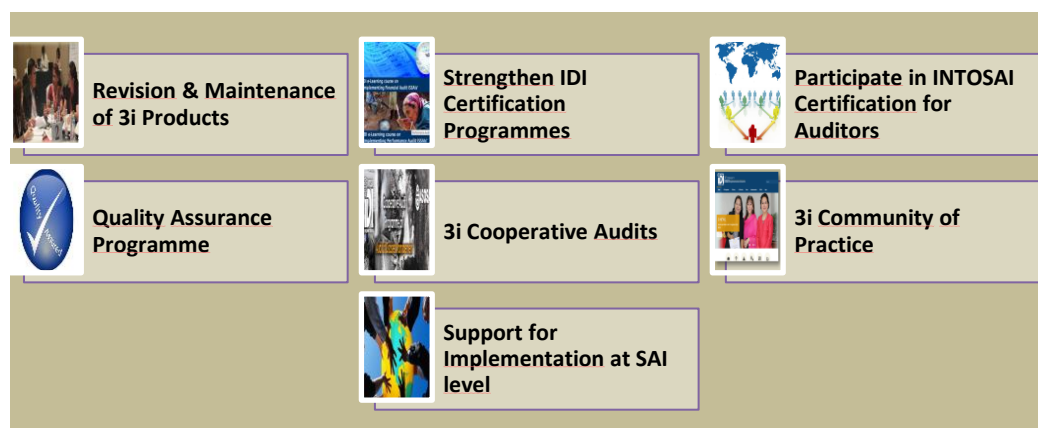 Revision & Maintenance
of 3i Products
Strengthen IDI
Certification
Programmes
Participate in INTOSAI
Certification for
Auditors
Quality
Assurance
Programme
3i Cooperative Audits
3i Community of
Practice
Support for
Implementation at SAI
level